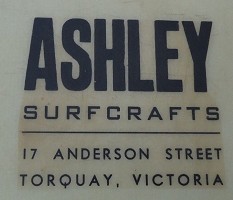 ASHLEY
SURFCRAFTS
17 ANDERSON STREET
TORQUAY, VICTORIA